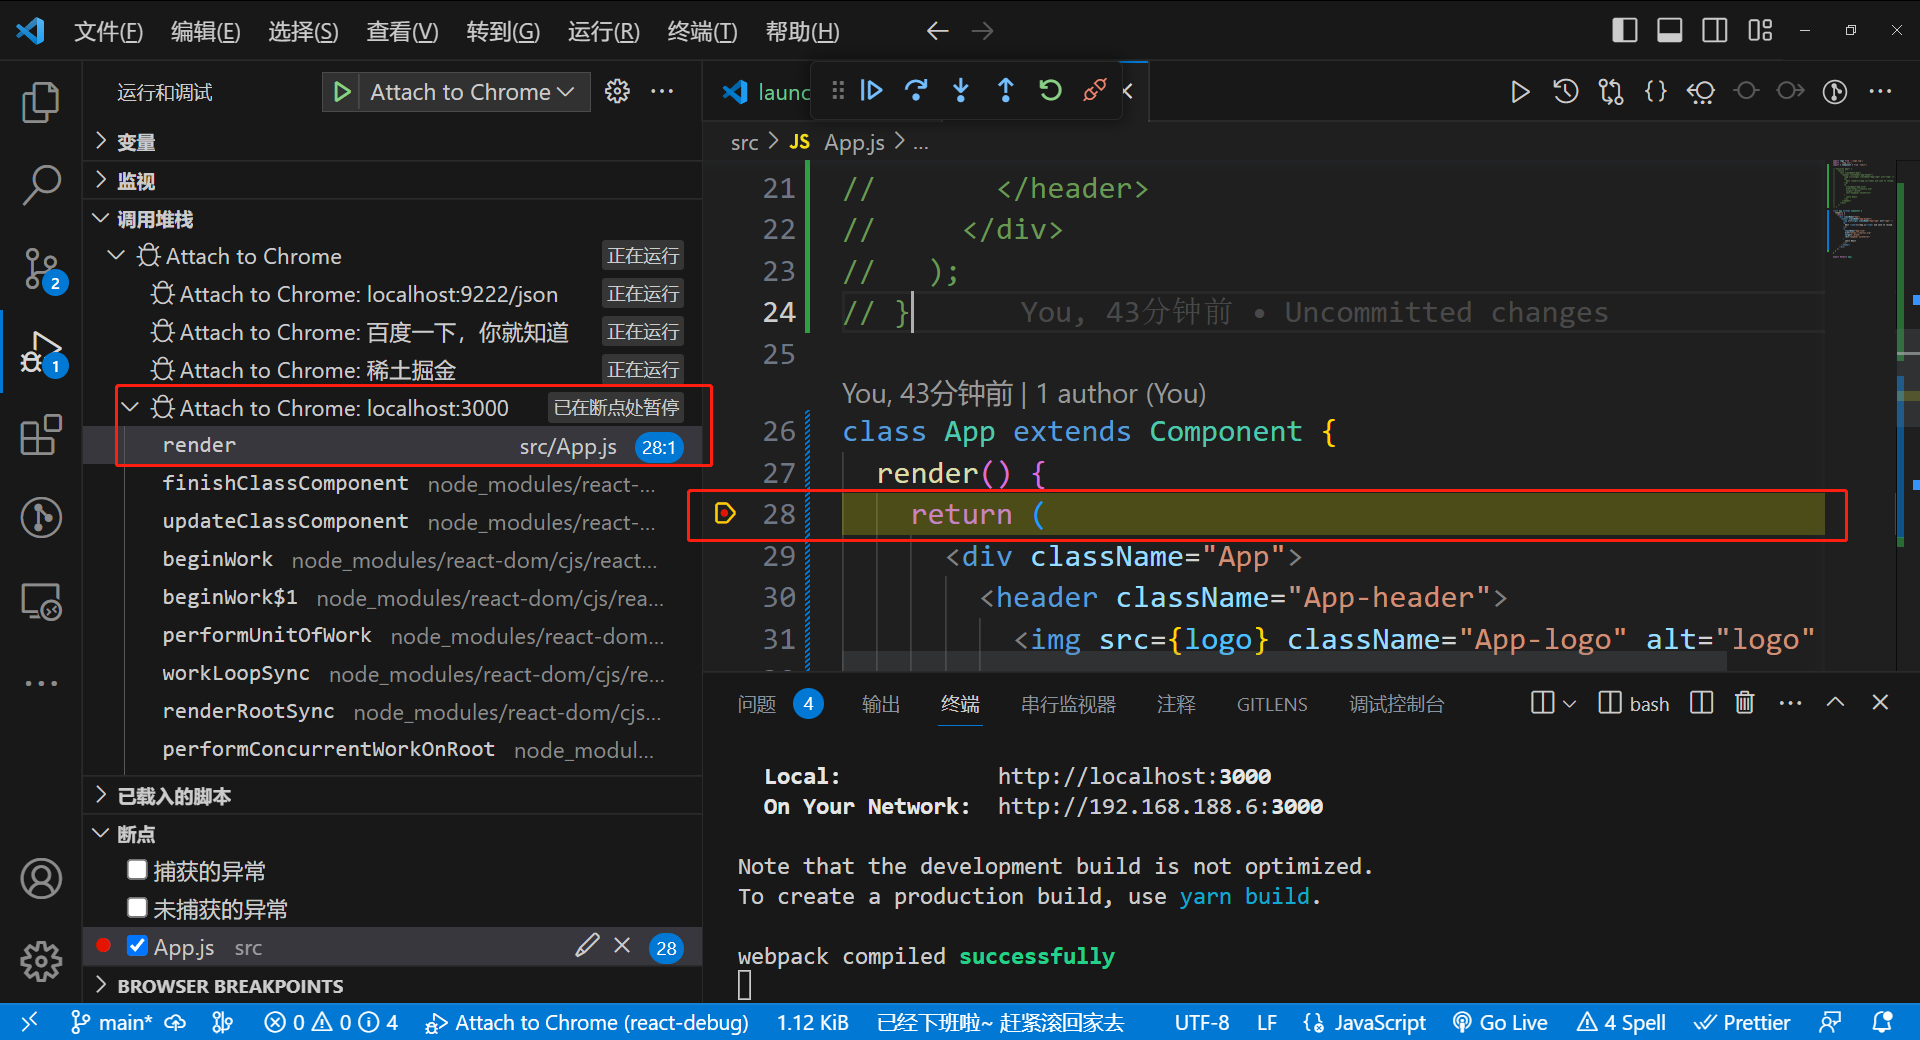 文件(F) 编辑(E) 选择(S) 查看(V) 转到(G) 运行(R) 终端(T) 帮助(H)
运行和调试 Attach to Chrome
变量
监视
调用堆栈
Attach to Chrome 正在运行
Attach to Chrome: localhost:9222/json 正在运行
Attach to Chrome: 百度一下，你就知道 正在运行
Attach to Chrome: 稀土掘金 正在运行
Attach to Chrome: localhost:3000 已在断点处暂停
render src/App.js 28:1
finishClassComponent node_modules/react-...
updateClassComponent node_modules/react-...
beginWork node_modules/react-dom/cjs/react...
beginWork$1 node_modules/react-dom/cjs/rea...
performUnitOfWork node_modules/react-dom...
workLoopSync node_modules/react-dom/cjs/re...
renderRootSync node_modules/react-dom/cjs...
performConcurrentWorkOnRoot node_modul...
已载入的脚本
断点
捕获的异常
未捕获的异常
App.js src 28
BROWSER BREAKPOINTS
2
1
launc
src > JS App.js > ...
21 // </header>
22 // </div>
23 // );
24 // } You, 43分钟前 • Uncommitted changes
25
You, 43分钟前 | 1 author (You)
26 class App extends Component {
27 render() {
28 return (
29 <div className="App">
30 <header className="App-header">
31 <img src={logo} className="App-logo" alt="logo"
问题 4 输出 终端 串行监视器 注释 GITLENS 调试控制台 bash
Local: http://localhost:3000
On Your Network: http://192.168.188.6:3000
Note that the development build is not optimized.
To create a production build, use yarn build.
webpack compiled successfully
main* 0 0 4 Attach to Chrome (react-debug) 1.12 KiB 已经下班啦~ 赶紧滚回家去 UTF-8 LF JavaScript Go Live 4 Spell Prettier